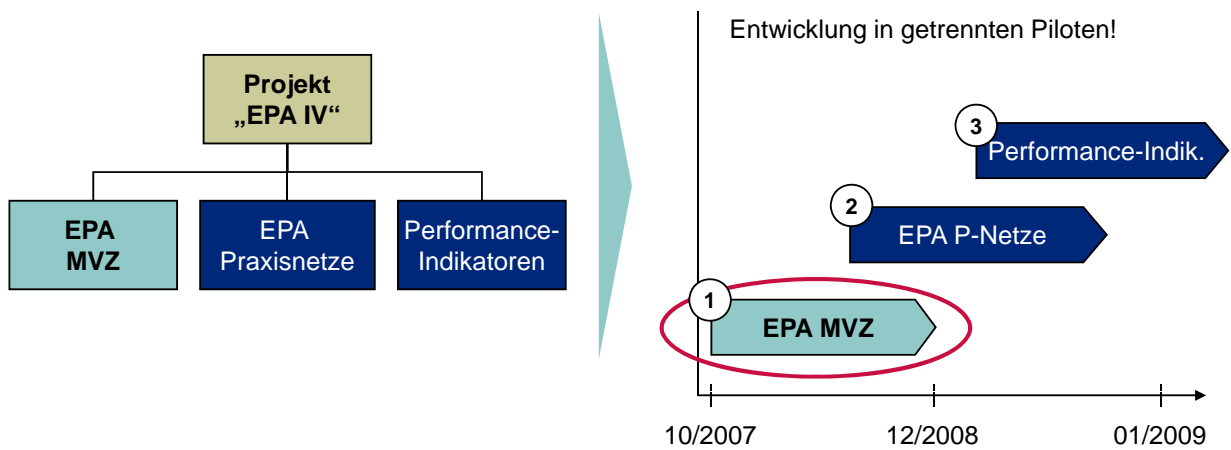 Projekt
„EPA IV“
EPA
MVZ
EPA
Praxisnetze
Performance-
Indikatoren
Entwicklung in getrennten Piloten!
3
Performance-Indik.
2
EPA P-Netze
1
EPA MVZ
10/2007
12/2008
01/2009